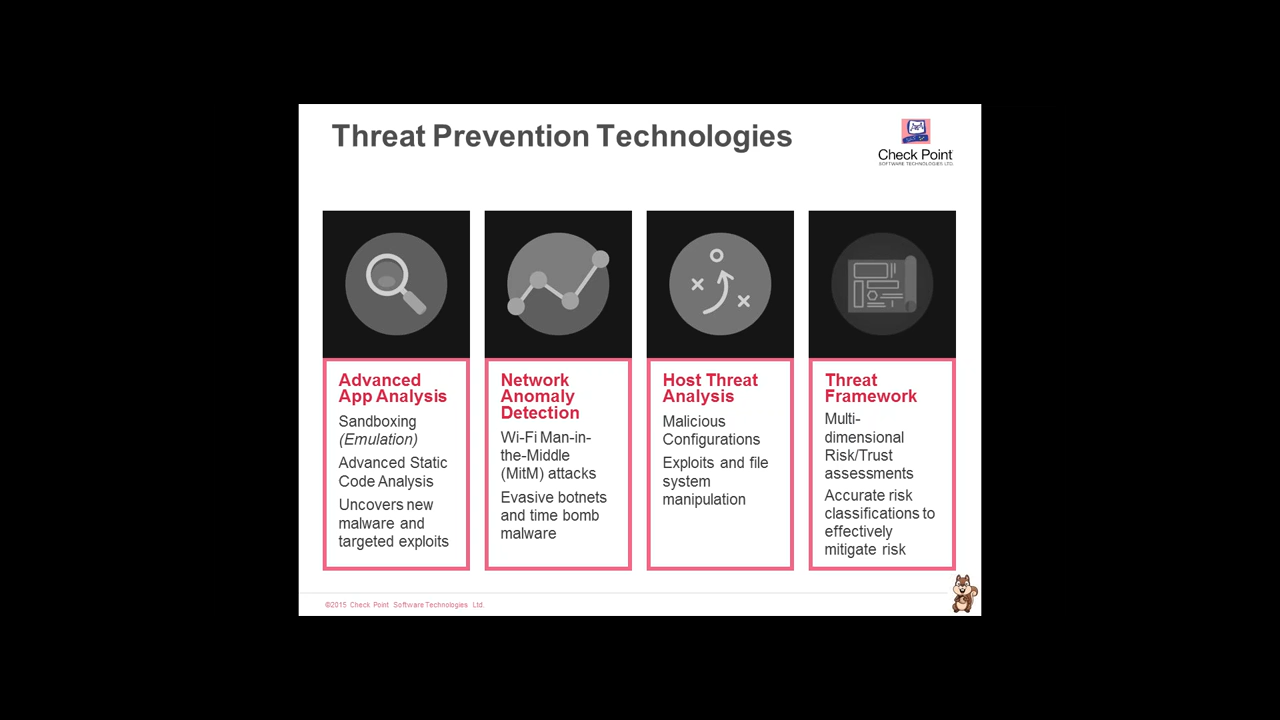 Threat Prevention Technologies
Check Point
SOFTWARE TECHNOLOGIES LTD.
Advanced
App Analysis
Sandboxing
(Emulation)
Advanced Static
Code Analysis
Uncovers new
malware and
targeted exploits
Network
Anomaly
Detection
Wi-Fi Man-in-
the-Middle
(MitM) attacks
Evasive botnets
and time bomb
malware
Host Threat
Analysis
Malicious
Configurations
Exploits and file
system
manipulation
Threat
Framework
Multi-
dimensional
Risk/Trust
assessments
Accurate risk
classifications to
effectively
mitigate risk
©2015 Check Point Software Technologies Ltd.